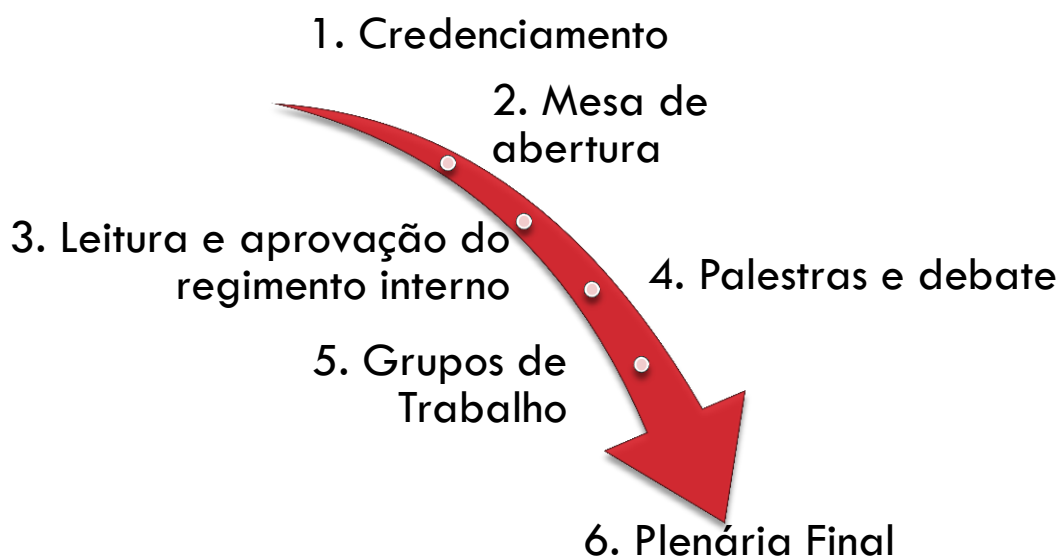 1. Credenciamento
2. Mesa de
abertura
3. Leitura e aprovação do
regimento interno
4. Palestras e debate
5. Grupos de
Trabalho
6. Plenária Final